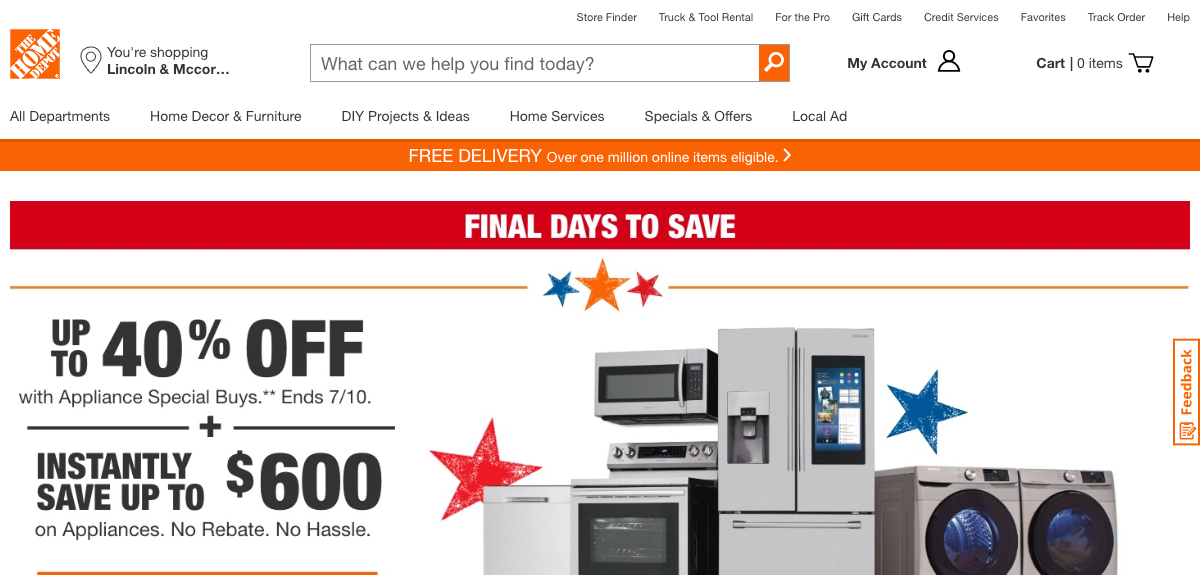 Store Finder Truck & Tool Rental For the Pro Gift Cards Credit Services Favorites Track Order Help
THE HOME DEPOT
You're shopping
Lincoln & Mccor...
What can we help you find today?
My Account
Cart | 0 items
All Departments Home Decor & Furniture DIY Projects & Ideas Home Services Specials & Offers Local Ad
FREE DELIVERY Over one million online items eligible.
FINAL DAYS TO SAVE
UP TO 40% OFF
with Appliance Special Buys.** Ends 7/10.
+
INSTANTLY
SAVE UP TO $600
on Appliances. No Rebate. No Hassle.
Feedback